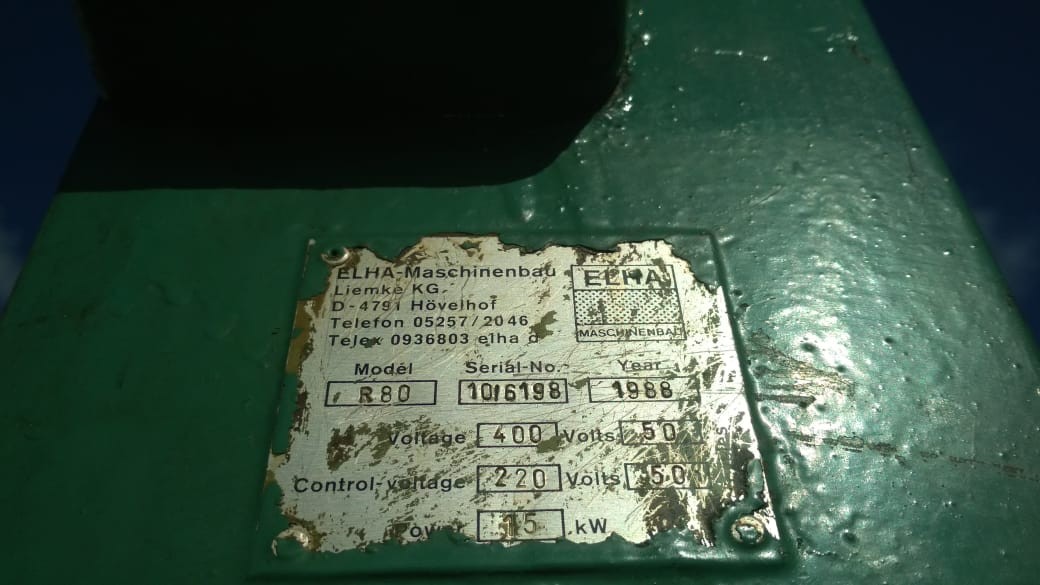 ELHA-Maschinenbau
Liemke KG
D-4791 Hövelhof
Telefon 05257/2046
Telex 0936803 elha d
ELHA
MASCHINENBAU
Model Serial-No. Year
R80 10/6198 1988
Voltage 400 Volts 50
Control-voltage 220 Volts 50
15 kW